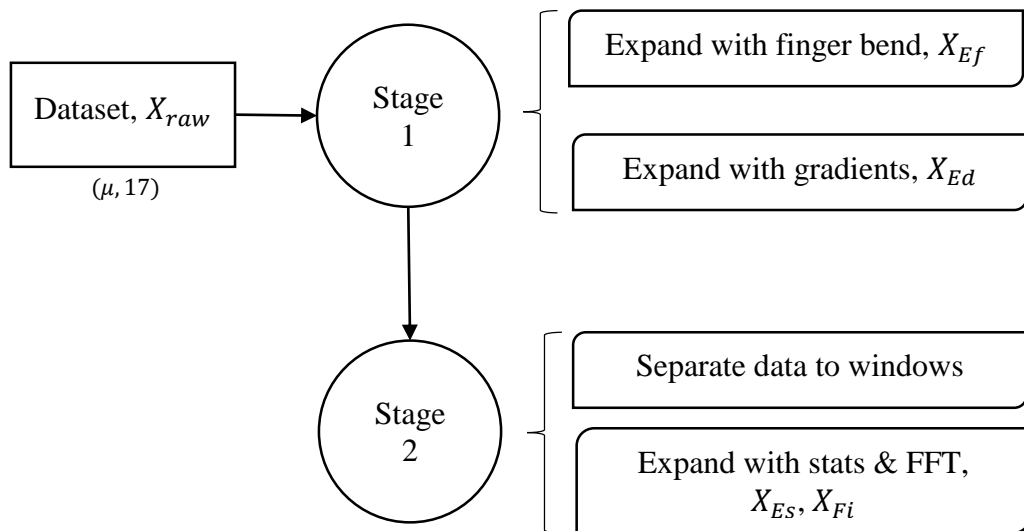 Dataset, X_raw
(μ, 17)
Stage
1
Expand with finger bend, X_Ef
Expand with gradients, X_Ed
Stage
2
Separate data to windows
Expand with stats & FFT,
X_Es, X_Fi